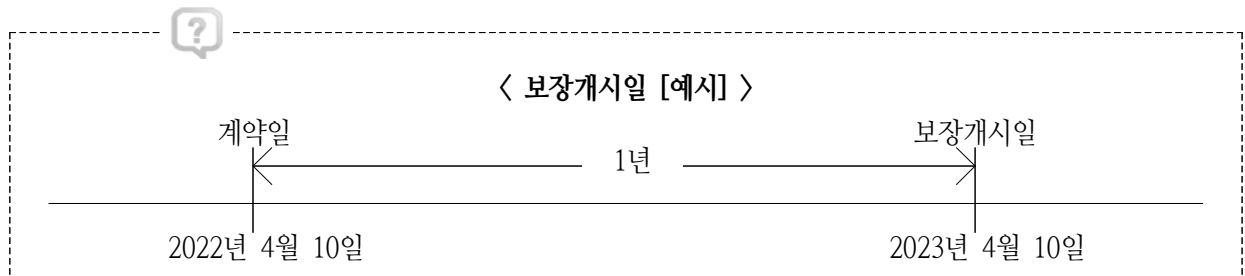 ?
< 보장개시일 [예시] >
계약일 보장개시일
1년
2022년 4월 10일 2023년 4월 10일